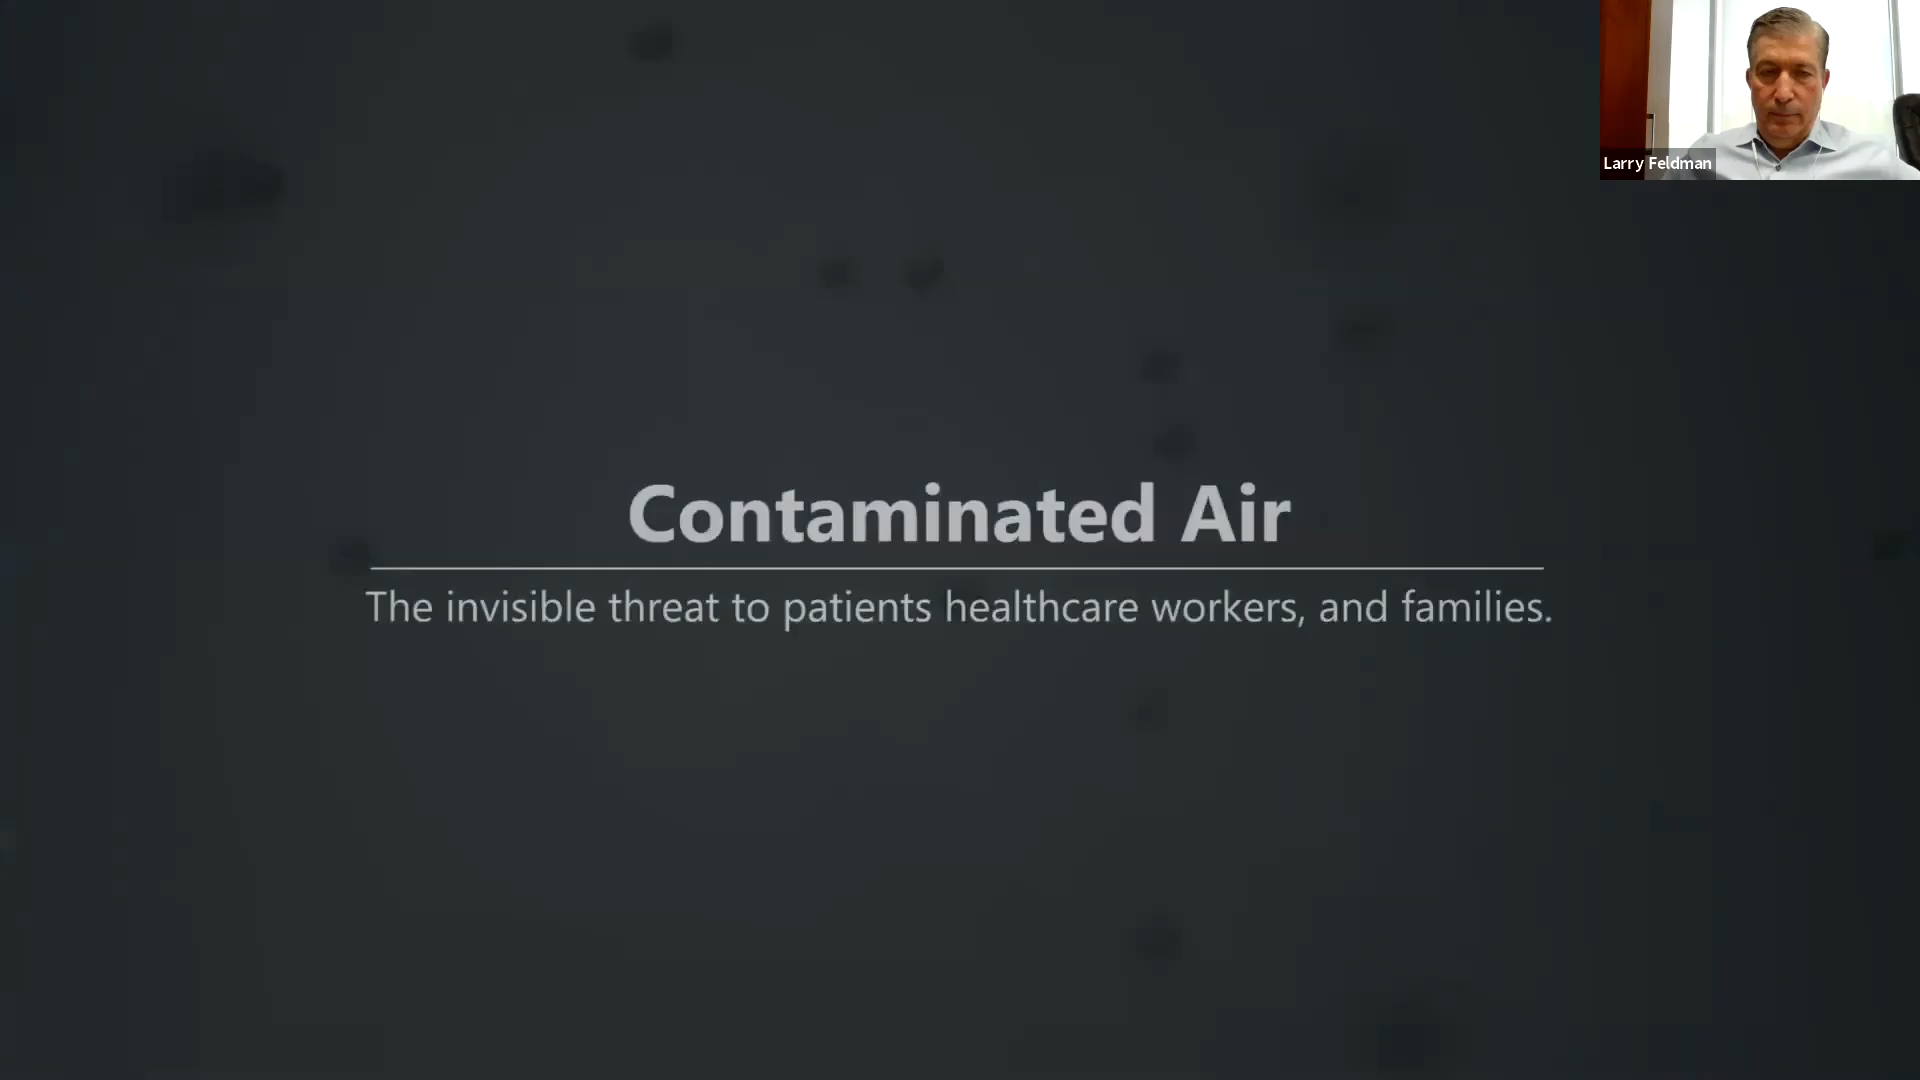 Larry Feldman
Contaminated Air
The invisible threat to patients healthcare workers, and families.